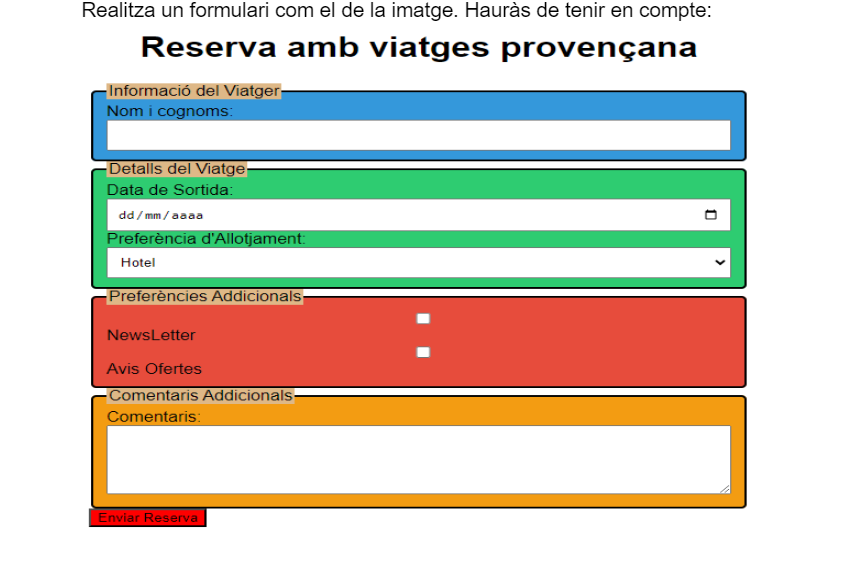 Realitza un formulari com el de la imatge. Hauràs de tenir en compte:
Reserva amb viatges provençana
Informació del Viatger
Nom i cognoms:
Detalls del Viatge
Data de Sortida:
dd/mm/aaaa
Preferència d'Allotjament:
Hotel
Preferències Addicionals
NewsLetter
Avis Ofertes
Comentaris Addicionals
Comentaris:
Enviar Reserva